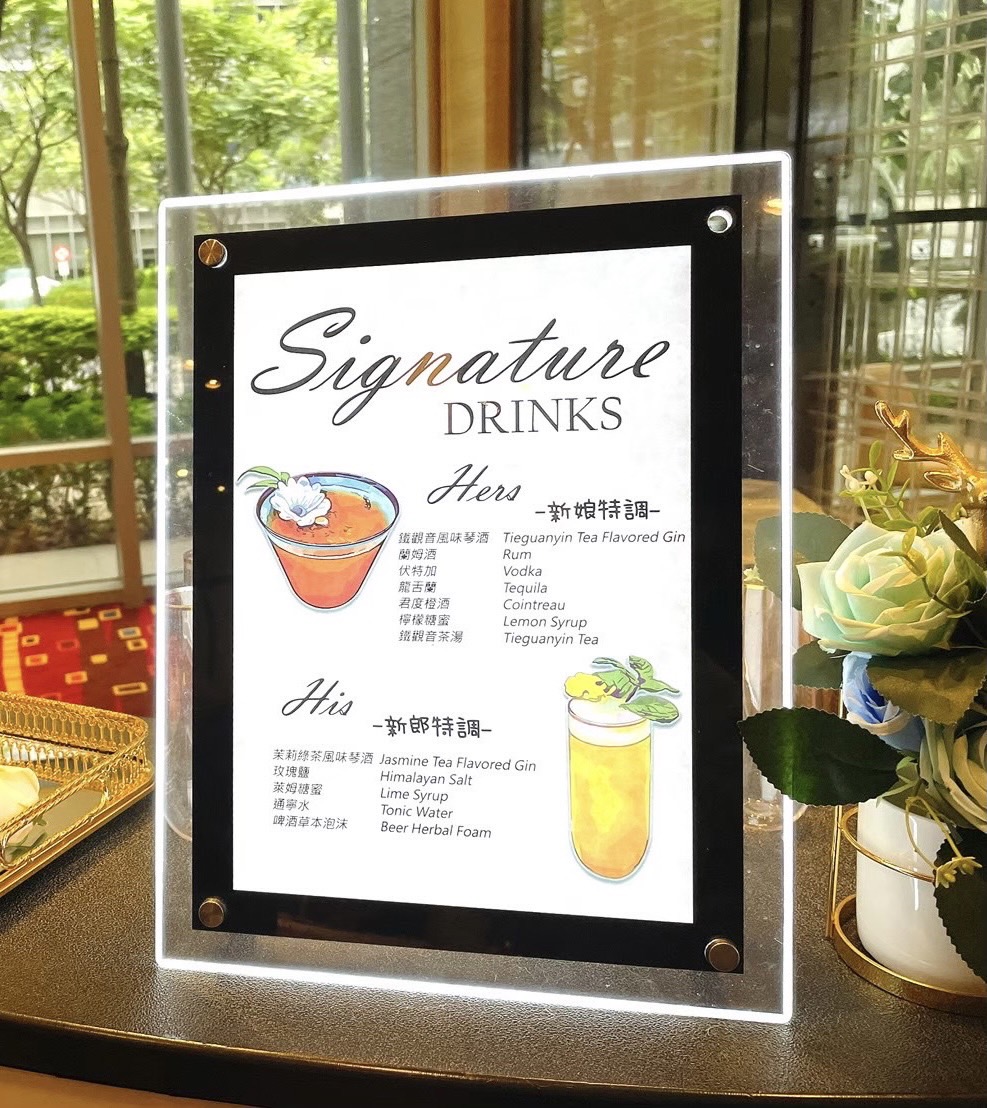 Signature
DRINKS
Hers
-新娘特調-
鐵觀音風味琴酒 Tieguanyin Tea Flavored Gin
蘭姆酒 Rum
伏特加 Vodka
龍舌蘭 Tequila
君度橙酒 Cointreau
檸檬糖蜜 Lemon Syrup
鐵觀音茶湯 Tieguanyin Tea
His
-新郎特調-
茉莉綠茶風味琴酒 Jasmine Tea Flavored Gin
玫瑰鹽 Himalayan Salt
萊姆糖蜜 Lime Syrup
通寧水 Tonic Water
啤酒草本泡沫 Beer Herbal Foam